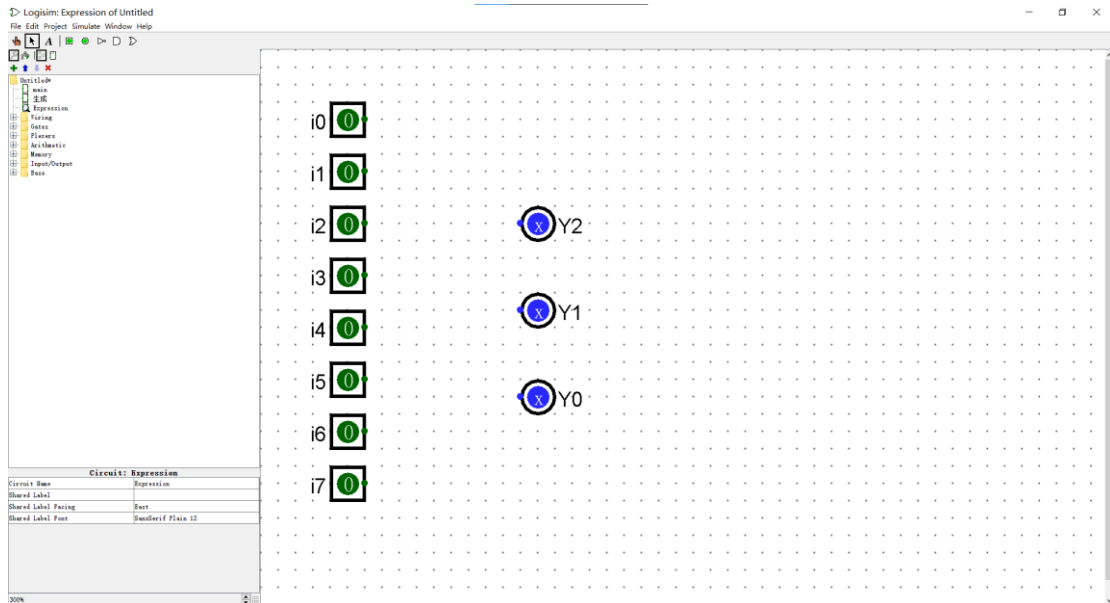 Logisim: Expression of Untitled
File Edit Project Simulate Window Help
A
Untitled*
main
生成
Expression
Wiring
Gates
Plexers
Arithmetic
Memory
Input/Output
Base
i0 0
i1 0
i2 0
x Y2
i3 0
x Y1
i4 0
i5 0
x Y0
i6 0
i7 0
Circuit: Expression
Circuit Name Expression
Shared Label
Shared Label Facing East
Shared Label Font SansSerif Plain 12
300%